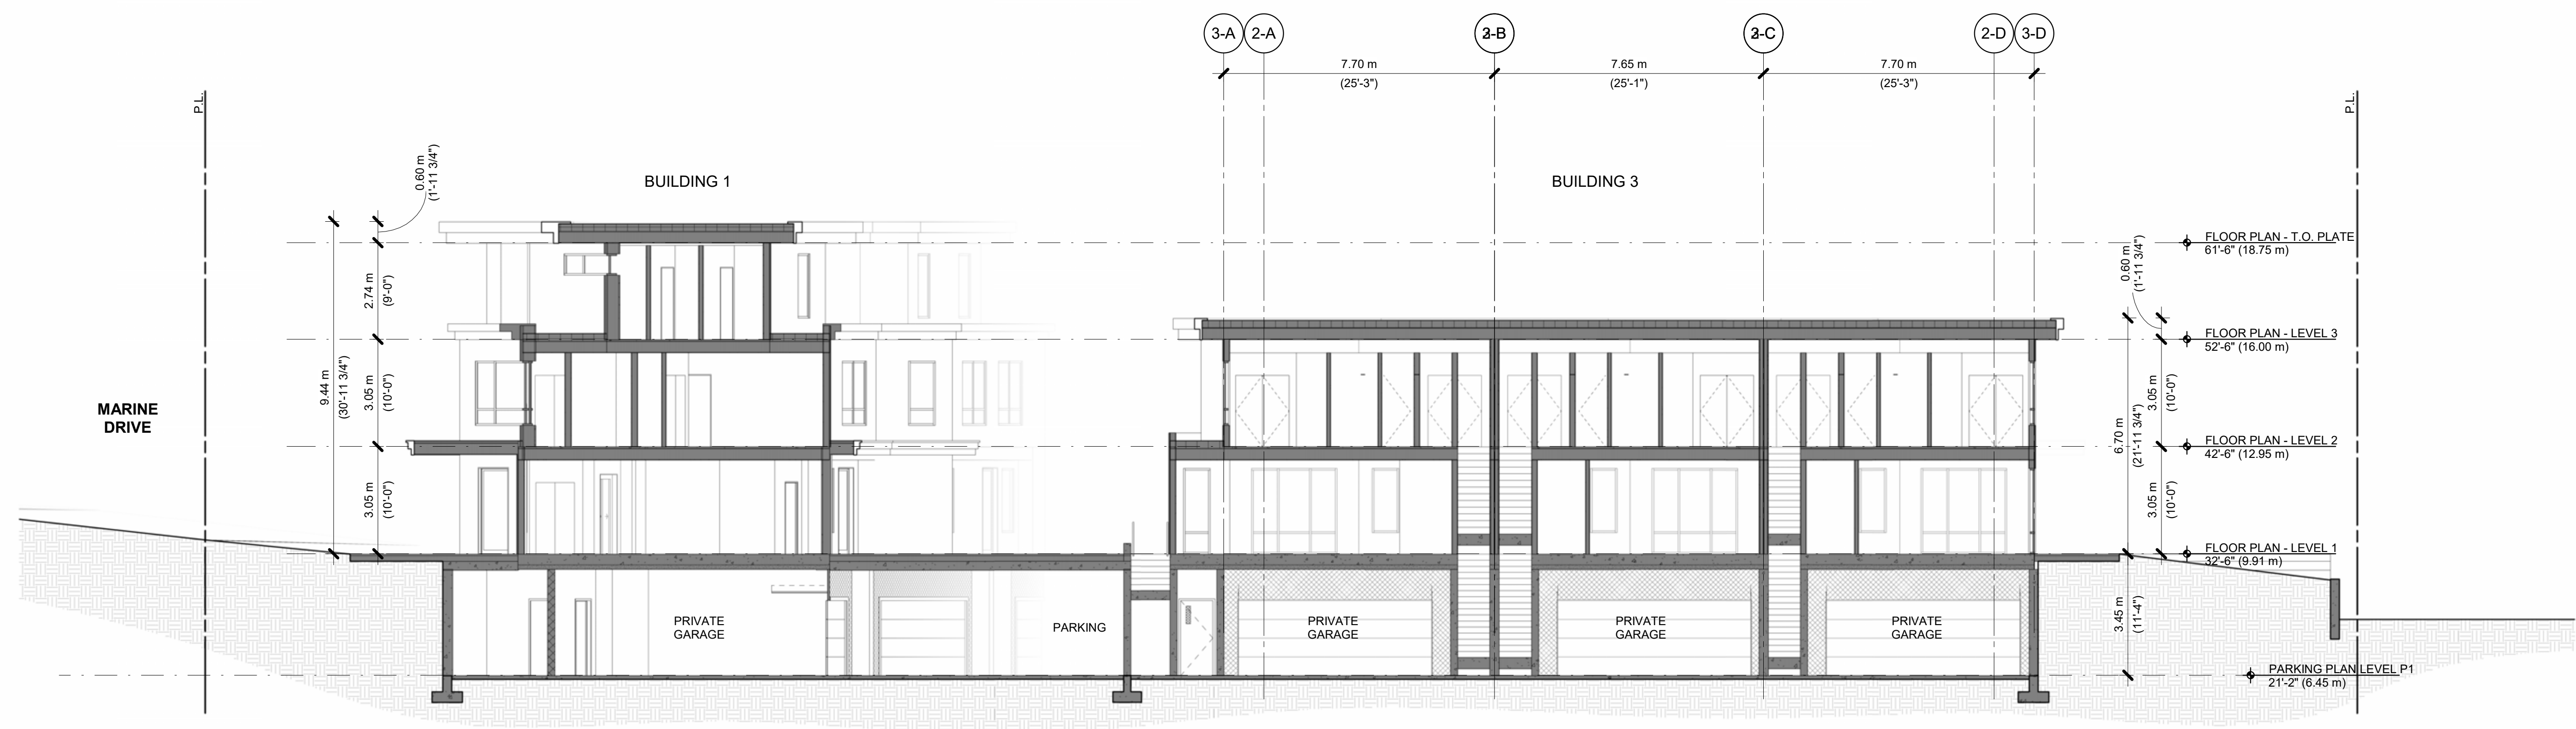 3-A 2-A 2-B 2-C 2-D 3-D
7.70 m 7.65 m 7.70 m
(25'-3") (25'-1") (25'-3")
P.L.
P.L.
0.60 m
(1'-11 3/4")
BUILDING 1
BUILDING 3
FLOOR PLAN - T.O. PLATE
61'-6" (18.75 m)
0.60 m
(1'-11 3/4")
2.74 m
(9'-0")
FLOOR PLAN - LEVEL 3
52'-6" (16.00 m)
9.44 m
(30'-11 3/4")
3.05 m
(10'-0")
3.05 m
(10'-0")
MARINE
DRIVE
6.70 m
(21'-11 3/4")
FLOOR PLAN - LEVEL 2
42'-6" (12.95 m)
3.05 m
(10'-0")
3.05 m
(10'-0")
FLOOR PLAN - LEVEL 1
32'-6" (9.91 m)
PRIVATE
GARAGE
PARKING
PRIVATE
GARAGE
PRIVATE
GARAGE
PRIVATE
GARAGE
3.45 m
(11'-4")
PARKING PLAN LEVEL P1
21'-2" (6.45 m)